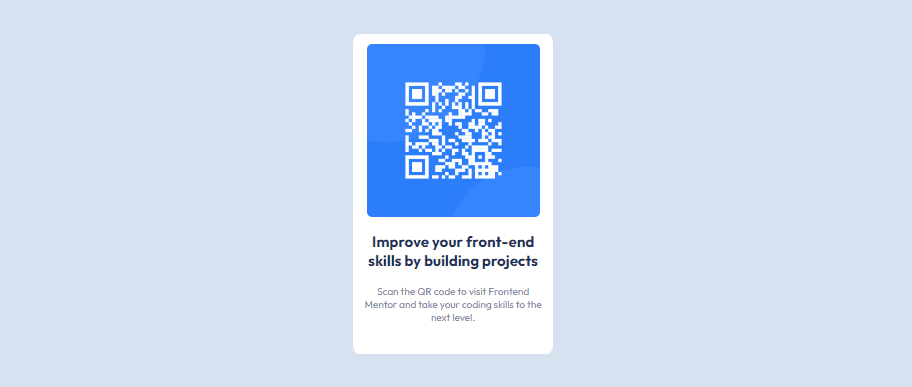 Improve your front-end
skills by building projects
Scan the QR code to visit Frontend
Mentor and take your coding skills to the
next level.